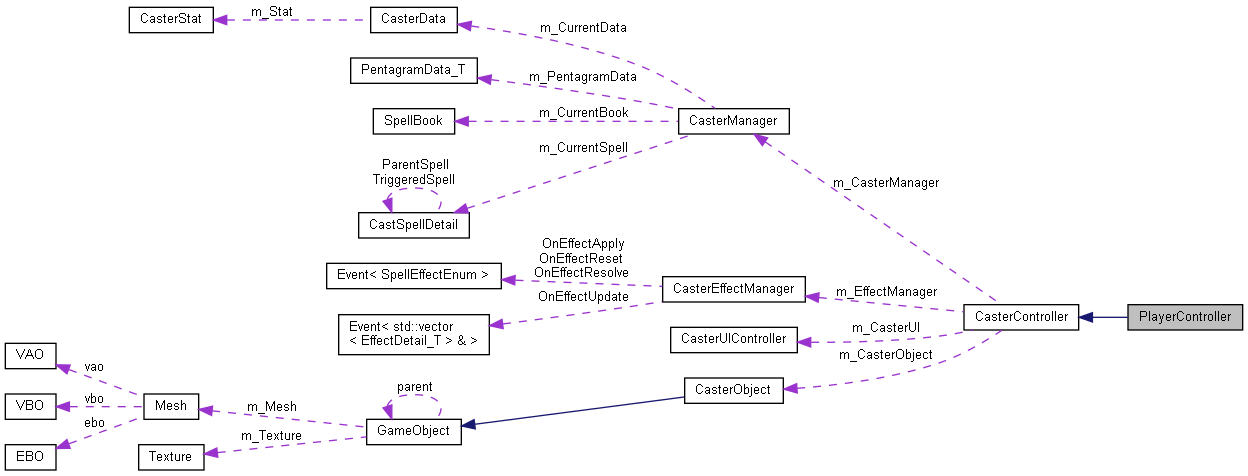 CasterStat
m_Stat
CasterData
m_CurrentData
PentagramData_T
m_PentagramData
SpellBook
m_CurrentBook
CasterManager
m_CurrentSpell
ParentSpell
TriggeredSpell
CastSpellDetail
m_CasterManager
OnEffectApply
OnEffectReset
OnEffectResolve
Event< SpellEffectEnum >
CasterEffectManager
m_EffectManager
OnEffectUpdate
Event< std::vector
< EffectDetail_T > & >
CasterController
PlayerController
CasterUIController
m_CasterUI
m_CasterObject
CasterObject
VAO
vao
VBO
vbo
Mesh
ebo
EBO
m_Mesh
parent
GameObject
m_Texture
Texture